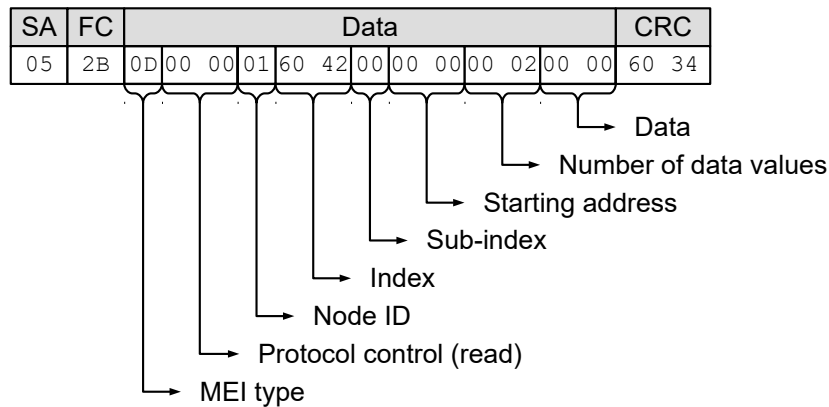 SA FC Data CRC
05 2B 0D 00 00 01 60 42 00 00 00 00 02 00 00 60 34
Data
Number of data values
Starting address
Sub-index
Index
Node ID
Protocol control (read)
MEI type